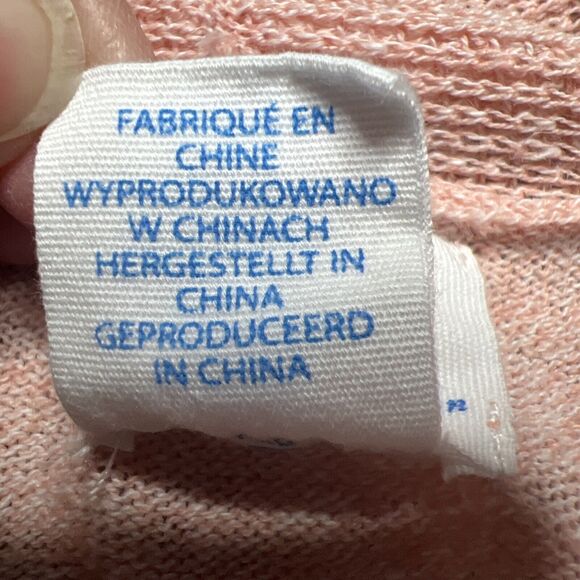 FABRIQUÉ EN
CHINE
WYPRODUKOWANO
W CHINACH
HERGESTELLT IN
CHINA
GEPRODUCEERD
IN CHINA